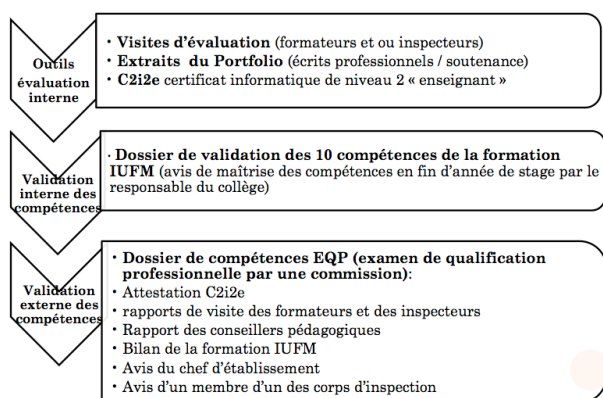 Outils
évaluation
interne
• Visites d'évaluation (formateurs et ou inspecteurs)
• Extraits du Portfolio (écrits professionnels / soutenance)
• C2i2e certificat informatique de niveau 2 « enseignant »
Validation
interne des
compétences
· Dossier de validation des 10 compétences de la formation
IUFM (avis de maîtrise des compétences en fin d'année de stage par le
responsable du collège)
Validation
externe des
compétences
• Dossier de compétences EQP (examen de qualification
professionnelle par une commission):
• Attestation C2i2e
• rapports de visite des formateurs et des inspecteurs
• Rapport des conseillers pédagogiques
• Bilan de la formation IUFM
• Avis du chef d'établissement
• Avis d'un membre d'un des corps d'inspection